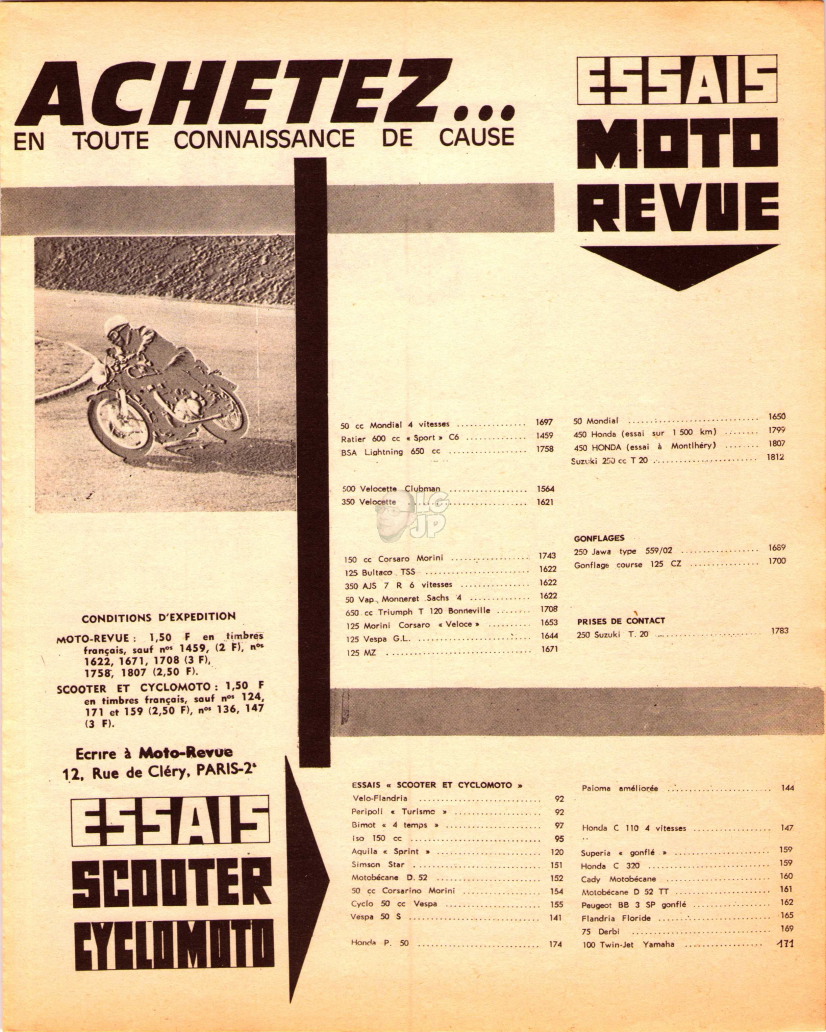 ACHETEZ...
EN TOUTE CONNAISSANCE DE CAUSE
ESSAIS
MOTO
REVUE
50 cc Mondial 4 vitesses .................. 1697
Ratier 600 cc « Sport » C6 ............... 1459
BSA Lightning 650 cc .................... 1758
500 Velocette Clubman .................. 1564
350 Velocette ........................... 1621
150 cc Corsaro Morini .................... 1743
125 Bultaco TSS ......................... 1622
350 AJS 7 R 6 vitesses .................. 1622
50 Vap. Monneret Sachs 4 ............... 1622
650 cc Triumph T 120 Bonneville ........ 1708
125 Morini Corsaro « Veloce » ........... 1653
125 Vespa G.L. .......................... 1644
125 MZ .................................. 1671
50 Mondial .............................. 1650
450 Honda (essai sur 1 500 km) ......... 1799
450 HONDA (essai à Montlhéry) ........ 1807
Suzuki 250 cc T 20 ...................... 1812
GONFLAGES
250 Jawa type 559/02 ................... 1689
Gonflage course 125 CZ ................. 1700
PRISES DE CONTACT
250 Suzuki T. 20 ........................ 1783
LG
JP
CONDITIONS D'EXPEDITION
MOTO-REVUE : 1,50 F en timbres
français, sauf nos 1459, (2 F), nos
1622, 1671, 1708 (3 F),
1758, 1807 (2,50 F).
SCOOTER ET CYCLOMOTO : 1,50 F
en timbres français, sauf nos 124,
171 et 159 (2,50 F), nos 136, 147
(3 F).
Ecrire à Moto-Revue
12, Rue de Cléry, PARIS-2e
ESSAIS
SCOOTER
CYCLOMOTO
ESSAIS « SCOOTER ET CYCLOMOTO »
Velo-Flandria ............................ 92
Peripoli « Turismo » ..................... 92
Bimot « 4 temps » ....................... 97
Iso 150 cc ............................... 95
Aquila « Sprint » ........................ 120
Simson Star .............................. 151
Motobécane D. 52 ........................ 152
50 cc Corsarino Morini .................. 154
Cyclo 50 cc Vespa ....................... 155
Vespa 50 S .............................. 141
Honda P. 50 ............................. 174
Paloma améliorée ........................ 144
Honda C 110 4 vitesses ................. 147
Superia « gonflé » ...................... 159
Honda C 320 ............................. 159
Cady Motobécane ........................ 160
Motobécane D 52 TT .................... 161
Peugeot BB 3 SP gonflé ................. 162
Flandria Floride ......................... 165
75 Derbi ................................ 169
100 Twin-Jet Yamaha .................... 171